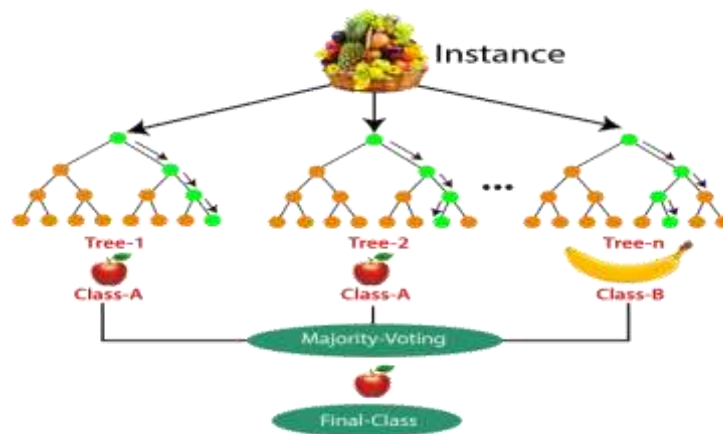 Instance
Tree-1
Tree-2
Tree-n
Class-A
Class-A
Class-B
Majority-Voting
Final-Class